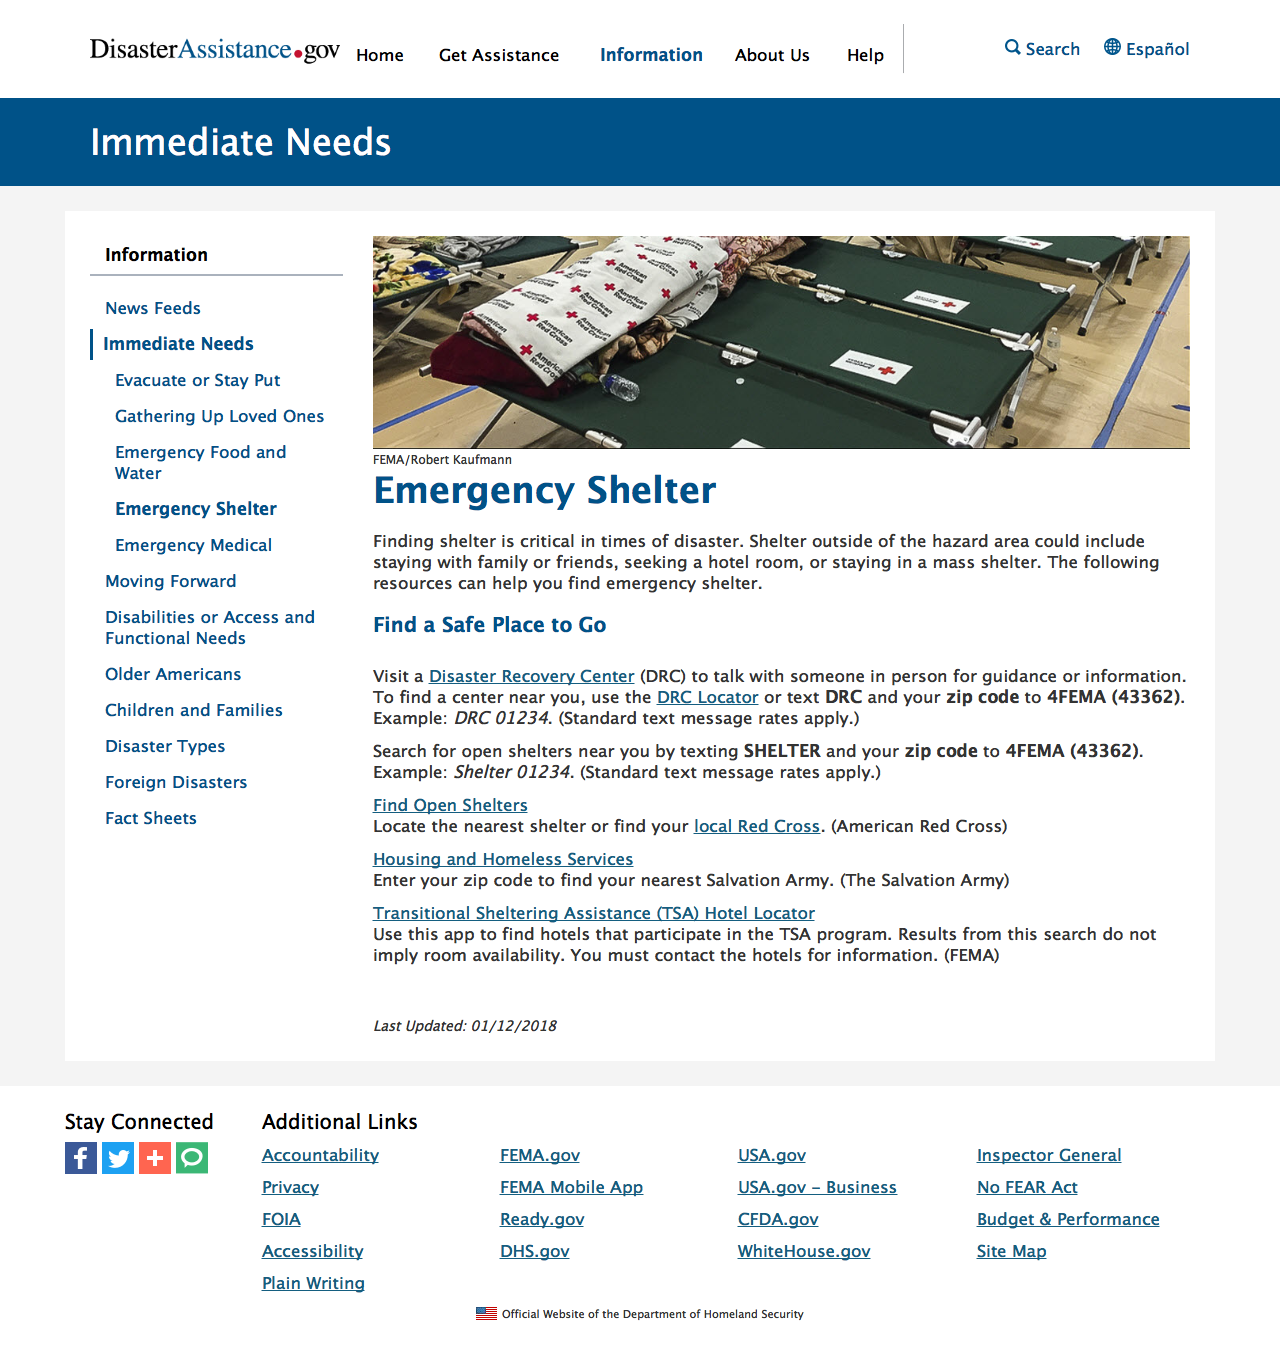 DisasterAssistance.gov
Home
Get Assistance
Information
About Us
Help
Search
Español
Immediate Needs
Information
News Feeds
Immediate Needs
Evacuate or Stay Put
Gathering Up Loved Ones
Emergency Food and
Water
Emergency Shelter
Emergency Medical
Moving Forward
Disabilities or Access and
Functional Needs
Older Americans
Children and Families
Disaster Types
Foreign Disasters
Fact Sheets
American
Red Cross
FEMA/Robert Kaufmann
Emergency Shelter
Finding shelter is critical in times of disaster. Shelter outside of the hazard area could include
staying with family or friends, seeking a hotel room, or staying in a mass shelter. The following
resources can help you find emergency shelter.
Find a Safe Place to Go
Visit a Disaster Recovery Center (DRC) to talk with someone in person for guidance or information.
To find a center near you, use the DRC Locator or text DRC and your zip code to 4FEMA (43362).
Example: DRC 01234. (Standard text message rates apply.)
Search for open shelters near you by texting SHELTER and your zip code to 4FEMA (43362).
Example: Shelter 01234. (Standard text message rates apply.)
Find Open Shelters
Locate the nearest shelter or find your local Red Cross. (American Red Cross)
Housing and Homeless Services
Enter your zip code to find your nearest Salvation Army. (The Salvation Army)
Transitional Sheltering Assistance (TSA) Hotel Locator
Use this app to find hotels that participate in the TSA program. Results from this search do not
imply room availability. You must contact the hotels for information. (FEMA)
Last Updated: 01/12/2018
Stay Connected
Additional Links
Accountability
Privacy
FOIA
Accessibility
Plain Writing
FEMA.gov
FEMA Mobile App
Ready.gov
DHS.gov
USA.gov
USA.gov – Business
CFDA.gov
WhiteHouse.gov
Inspector General
No FEAR Act
Budget & Performance
Site Map
Official Website of the Department of Homeland Security